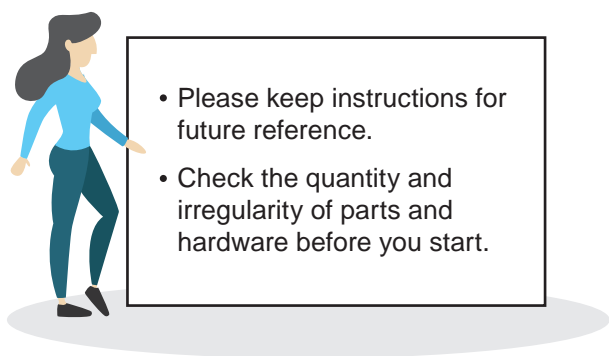 • Please keep instructions for
future reference.
• Check the quantity and
irregularity of parts and
hardware before you start.